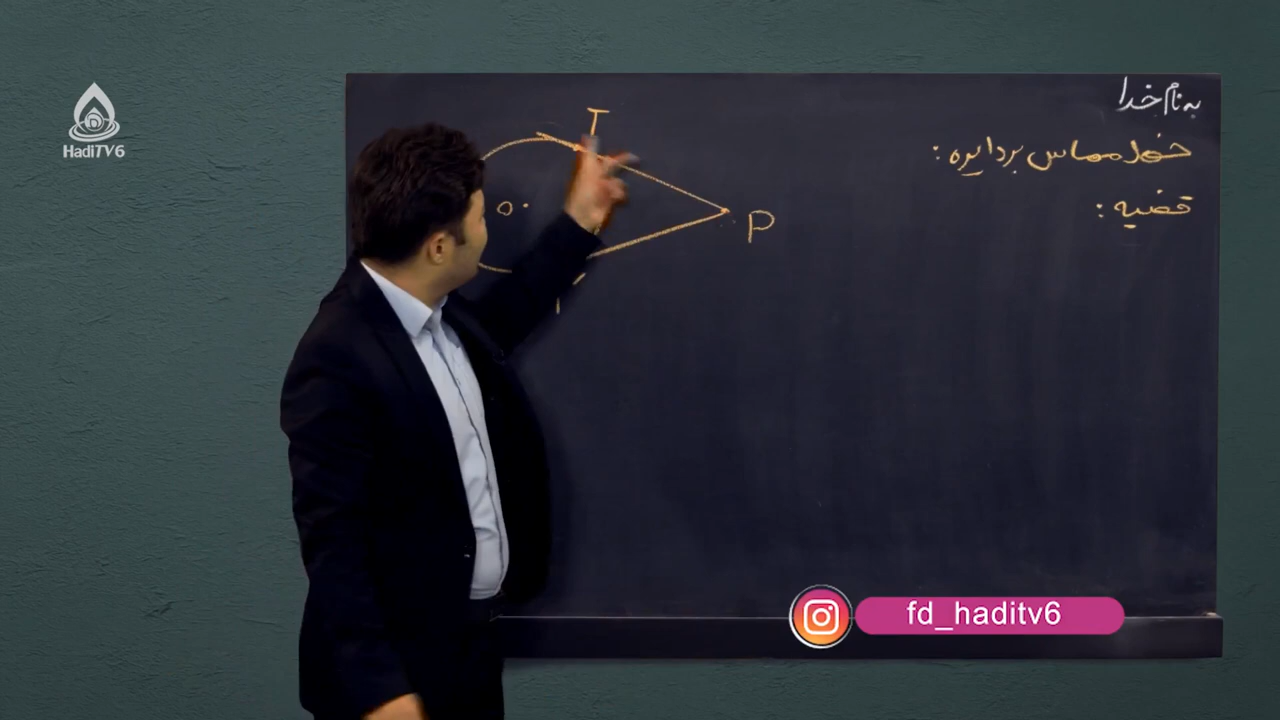 به نام خدا
خط مماس بر دایره :
قضیه :
T
O
P
HadiTV6
fd_haditv6